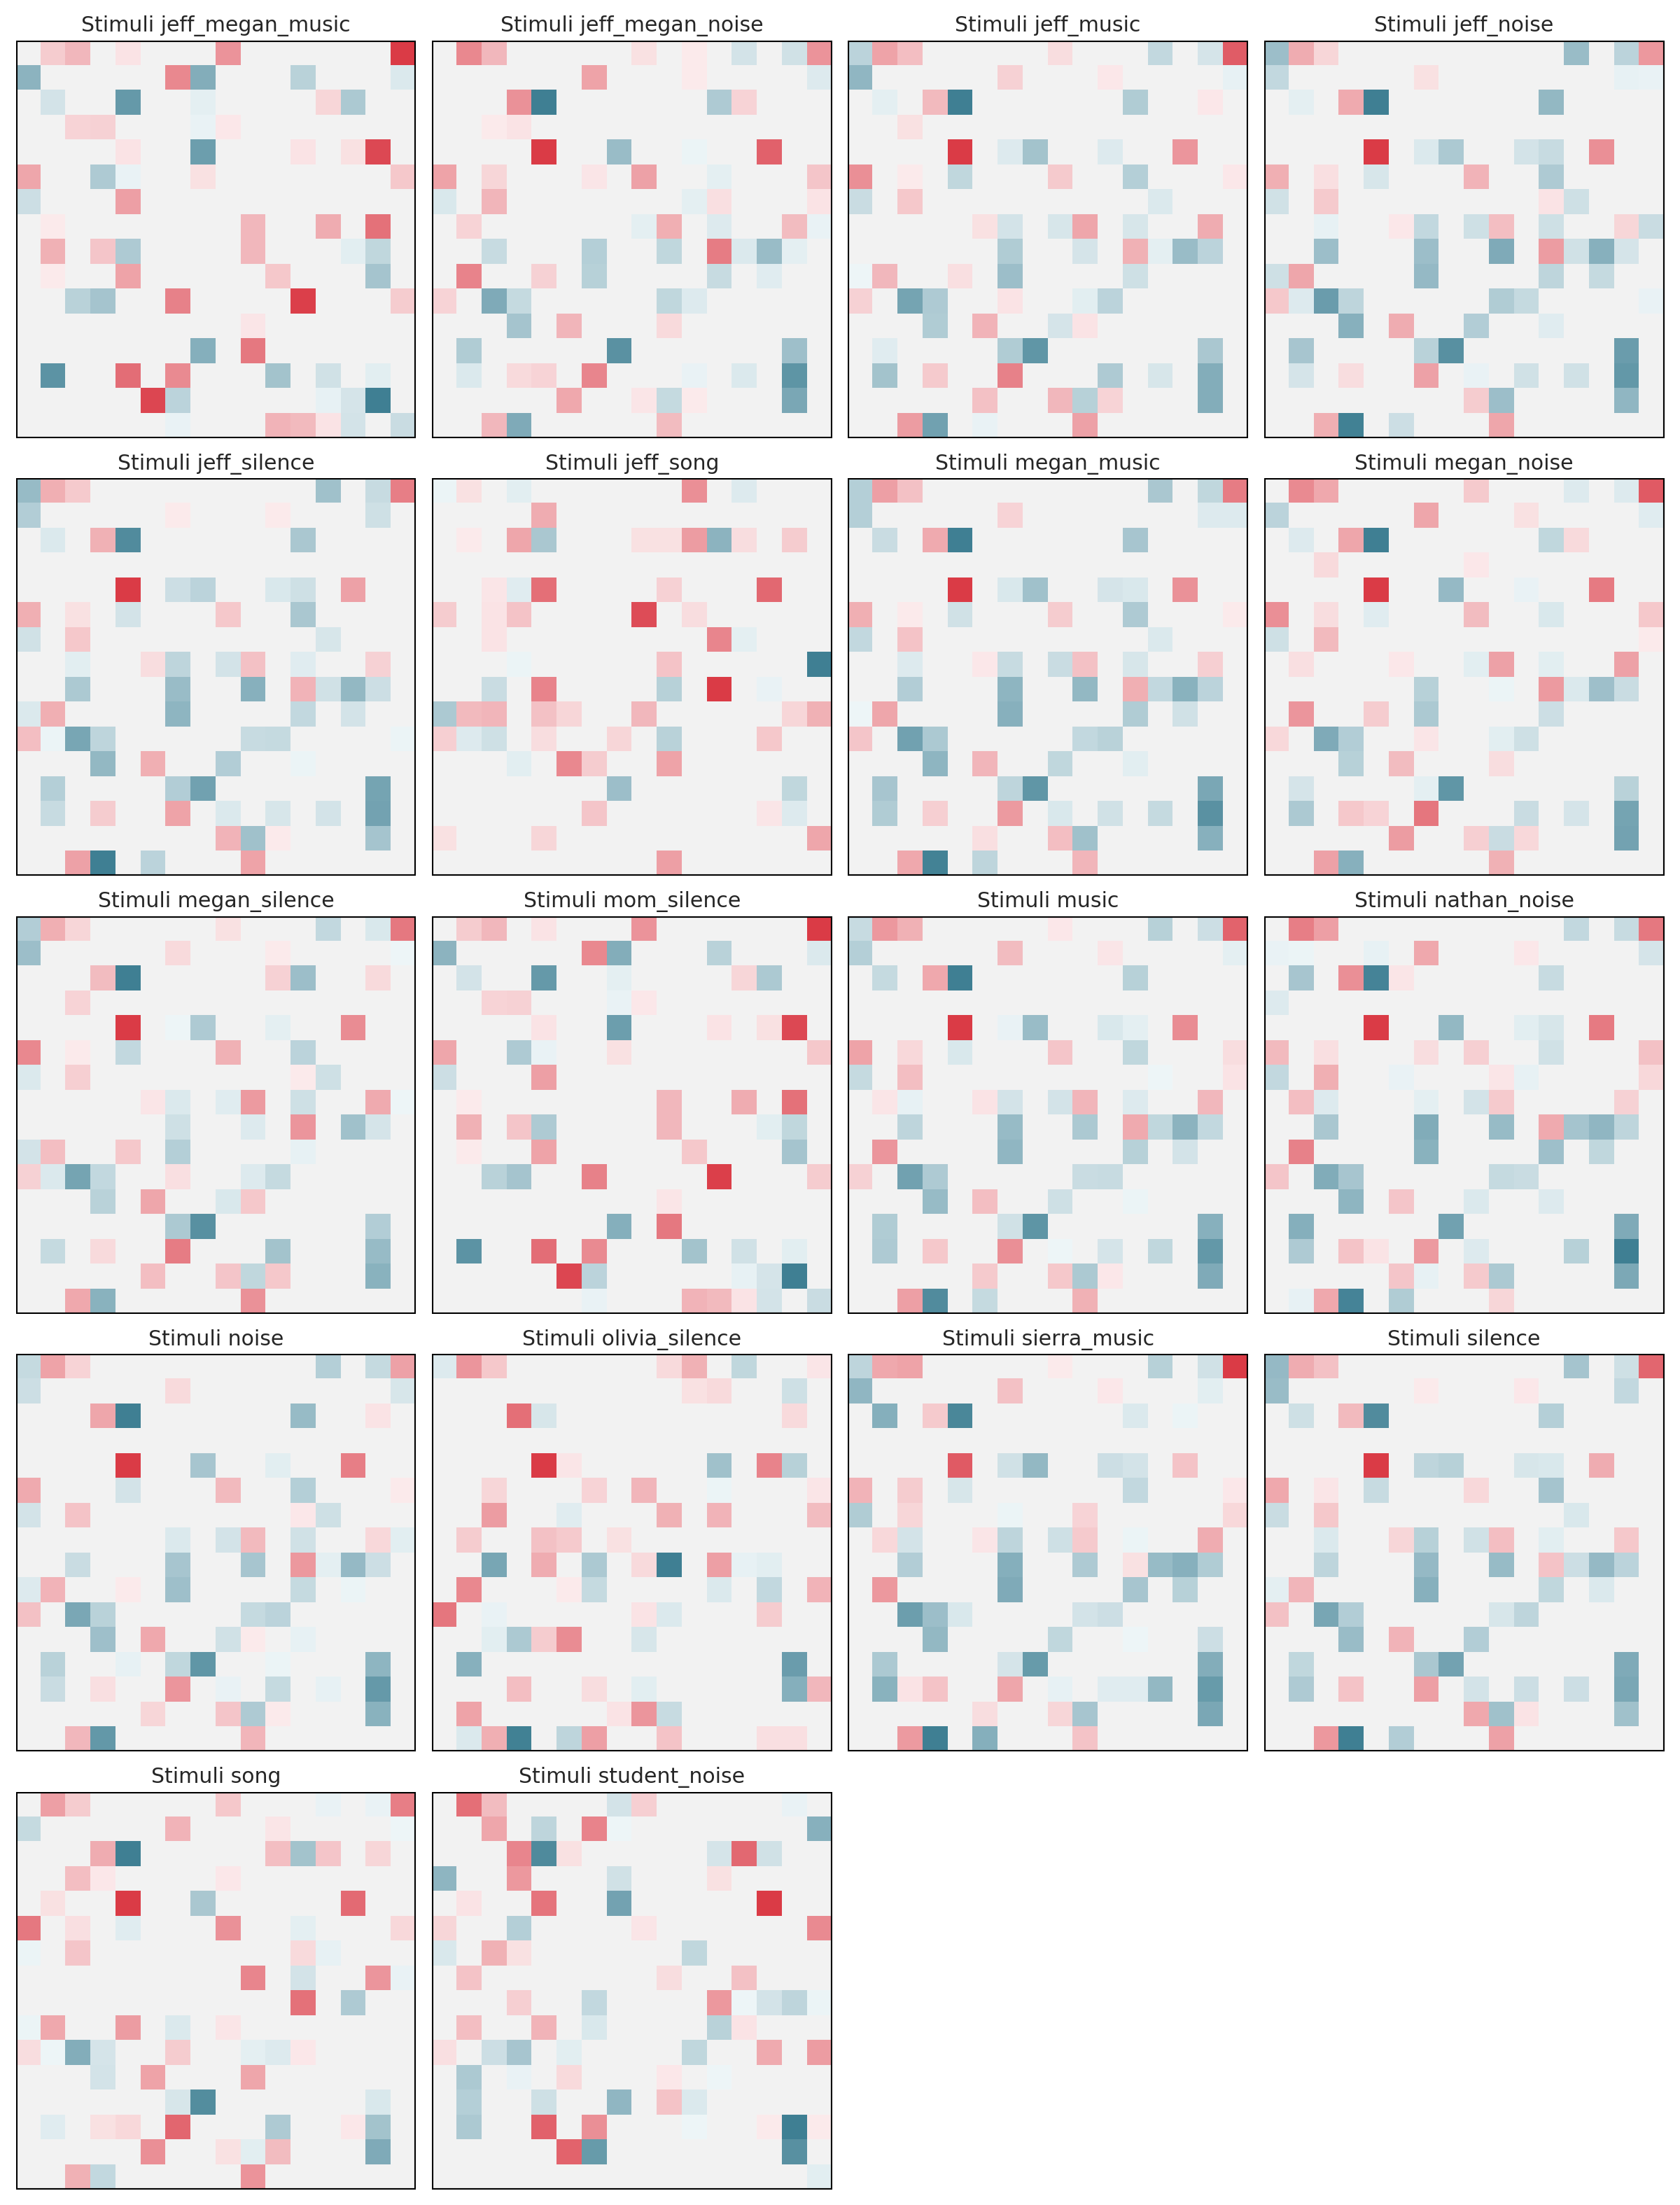 Stimuli jeff_megan_music
Stimuli jeff_megan_noise
Stimuli jeff_music
Stimuli jeff_noise
Stimuli jeff_silence
Stimuli jeff_song
Stimuli megan_music
Stimuli megan_noise
Stimuli megan_silence
Stimuli mom_silence
Stimuli music
Stimuli nathan_noise
Stimuli noise
Stimuli olivia_silence
Stimuli sierra_music
Stimuli silence
Stimuli song
Stimuli student_noise